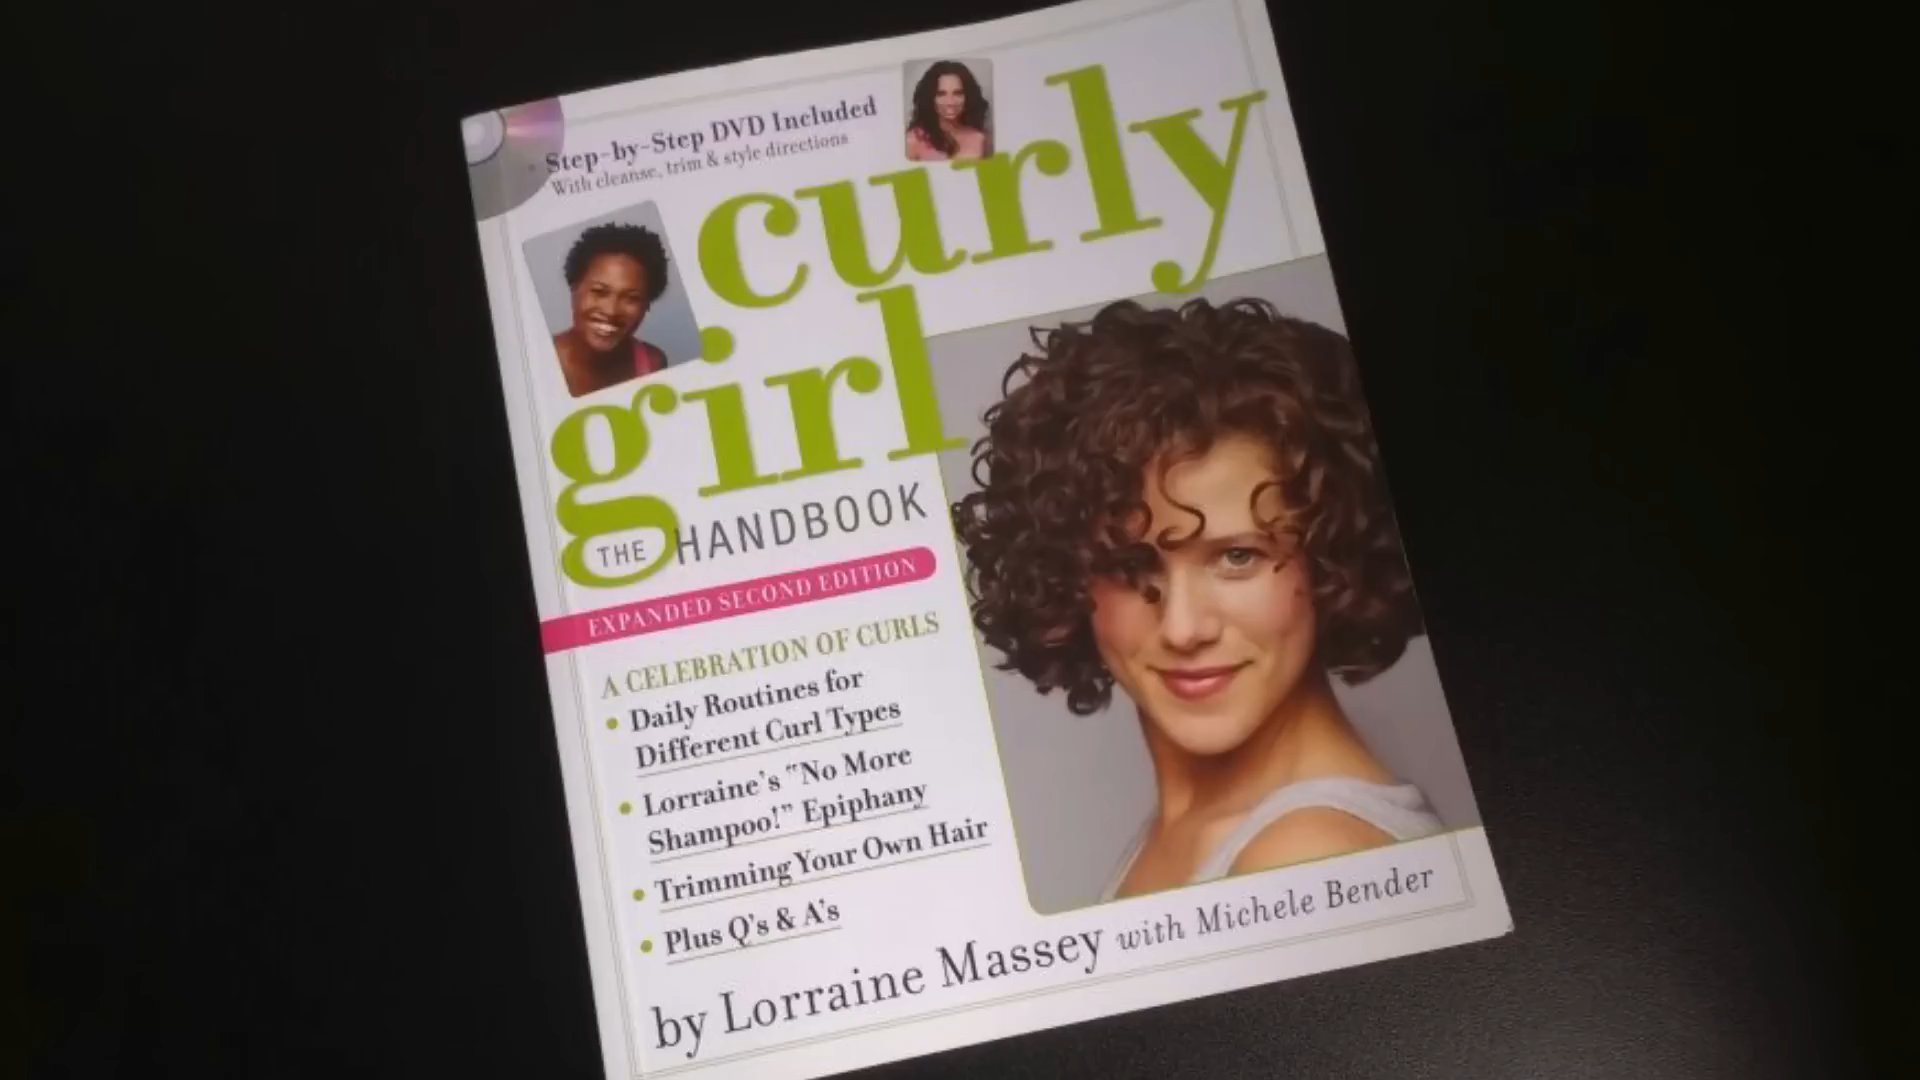 Step-by-Step DVD Included
With cleanse, trim & style directions
curly
girl
THE HANDBOOK
EXPANDED SECOND EDITION
A CELEBRATION OF CURLS
• Daily Routines for
Different Curl Types
• Lorraine's "No More
Shampoo!" Epiphany
• Trimming Your Own Hair
• Plus Q's & A's
by Lorraine Massey with Michele Bender